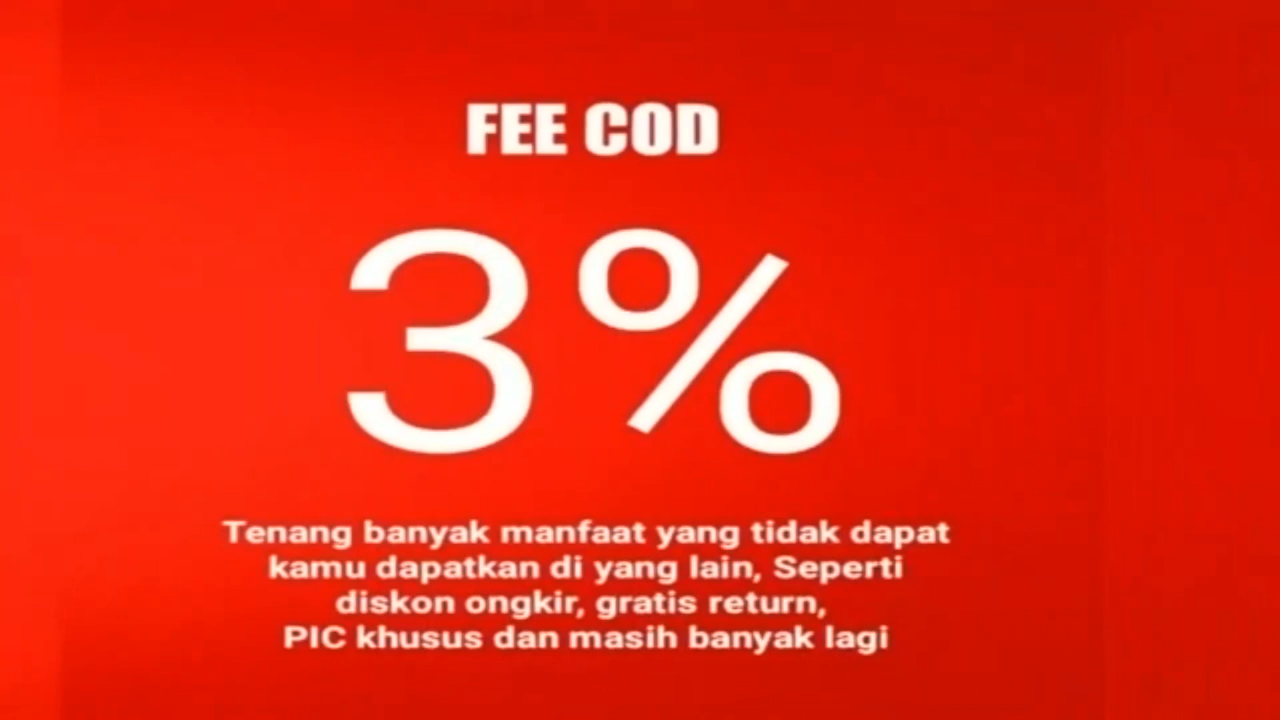 FEE COD
3%
Tenang banyak manfaat yang tidak dapat
kamu dapatkan di yang lain, Seperti
diskon ongkir, gratis return,
PIC khusus dan masih banyak lagi